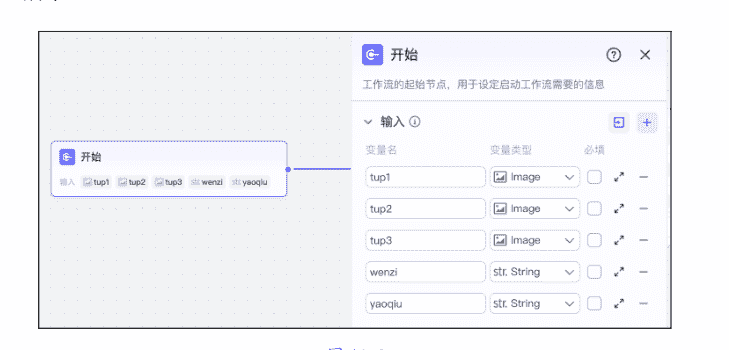 开始
输入 tup1 tup2 tup3 str. wenzi str. yaoqiu
开始
工作流的起始节点，用于设定启动工作流需要的信息
输入
变量名 变量类型 必填
tup1 Image
tup2 Image
tup3 Image
wenzi str. String
yaoqiu str. String